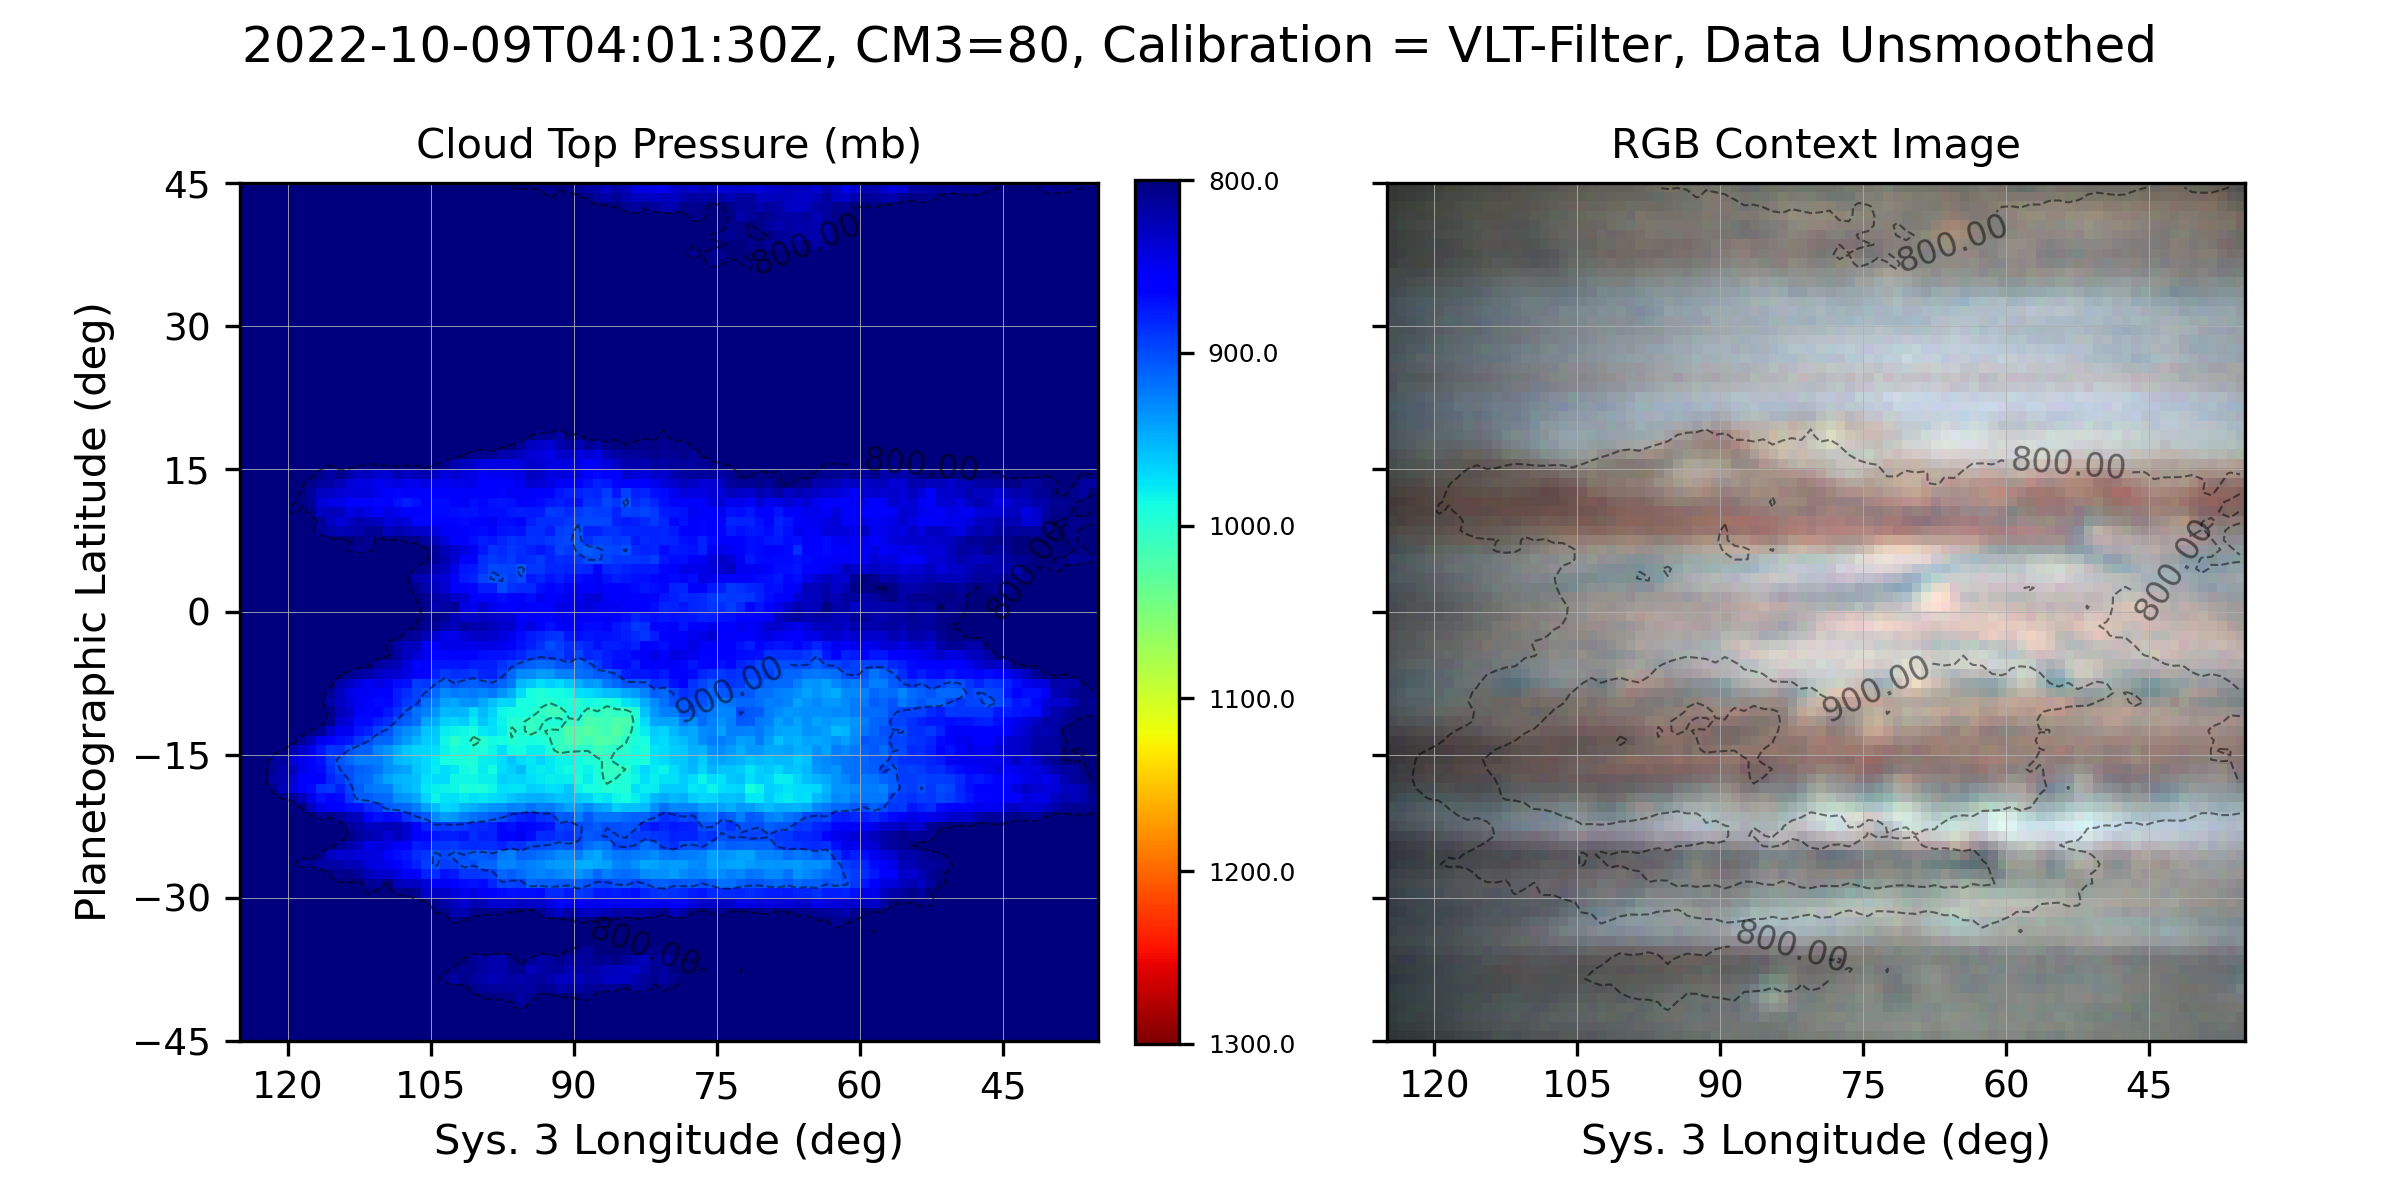 2022-10-09T04:01:30Z, CM3=80, Calibration = VLT-Filter, Data Unsmoothed
Cloud Top Pressure (mb)
RGB Context Image
Planetographic Latitude (deg)
45
30
15
0
−15
−30
−45
120 105 90 75 60 45
Sys. 3 Longitude (deg)
800.00
800.00
800.00
900.00
800.00
800.0
900.0
1000.0
1100.0
1200.0
1300.0
800.00
800.00
800.00
900.00
800.00
120 105 90 75 60 45
Sys. 3 Longitude (deg)